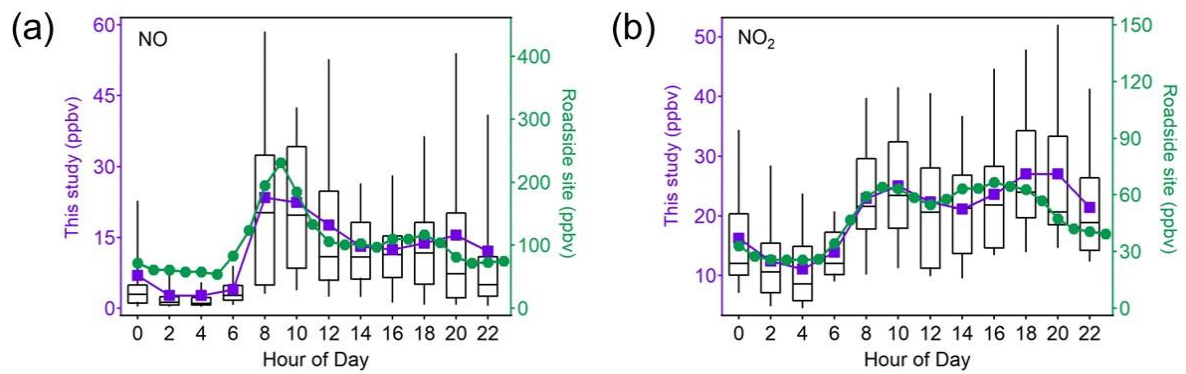 (a)
NO
This study (ppbv)
60
45
30
15
0
400
300
200
100
0
Roadside site (ppbv)
0 2 4 6 8 10 12 14 16 18 20 22
Hour of Day
(b)
NO₂
This study (ppbv)
50
40
30
20
10
150
120
90
60
30
0
Roadside site (ppbv)
0 2 4 6 8 10 12 14 16 18 20 22
Hour of Day